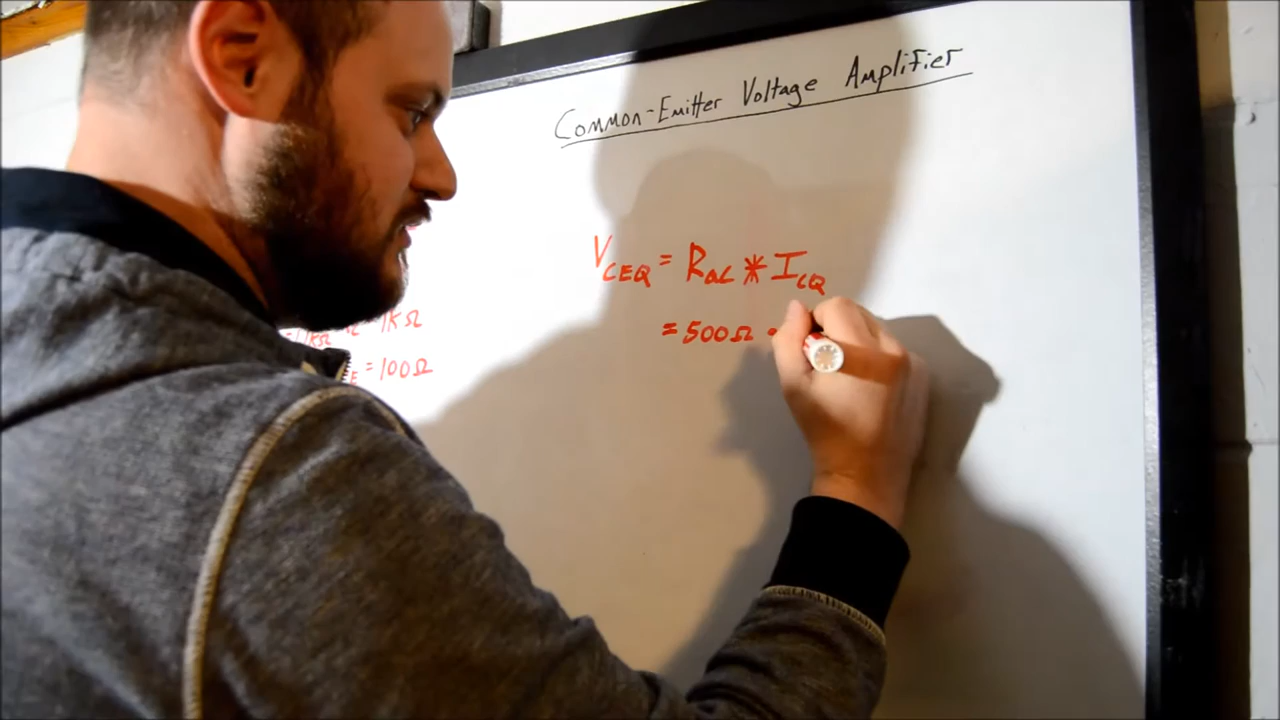 Common-Emitter Voltage Amplifier
VCEQ = Rac * ICQ
= 500Ω
1KΩ
E = 100Ω